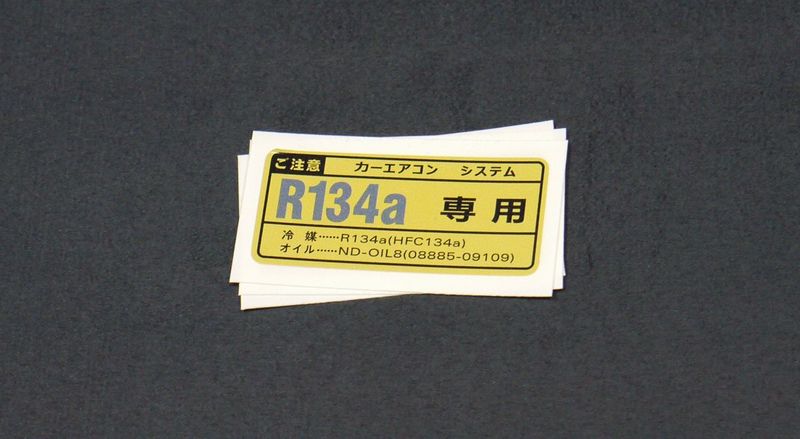 ご注意 カーエアコン システム
R134a 専用
冷 媒……R134a(HFC134a)
オイル……ND-OIL8(08885-09109)